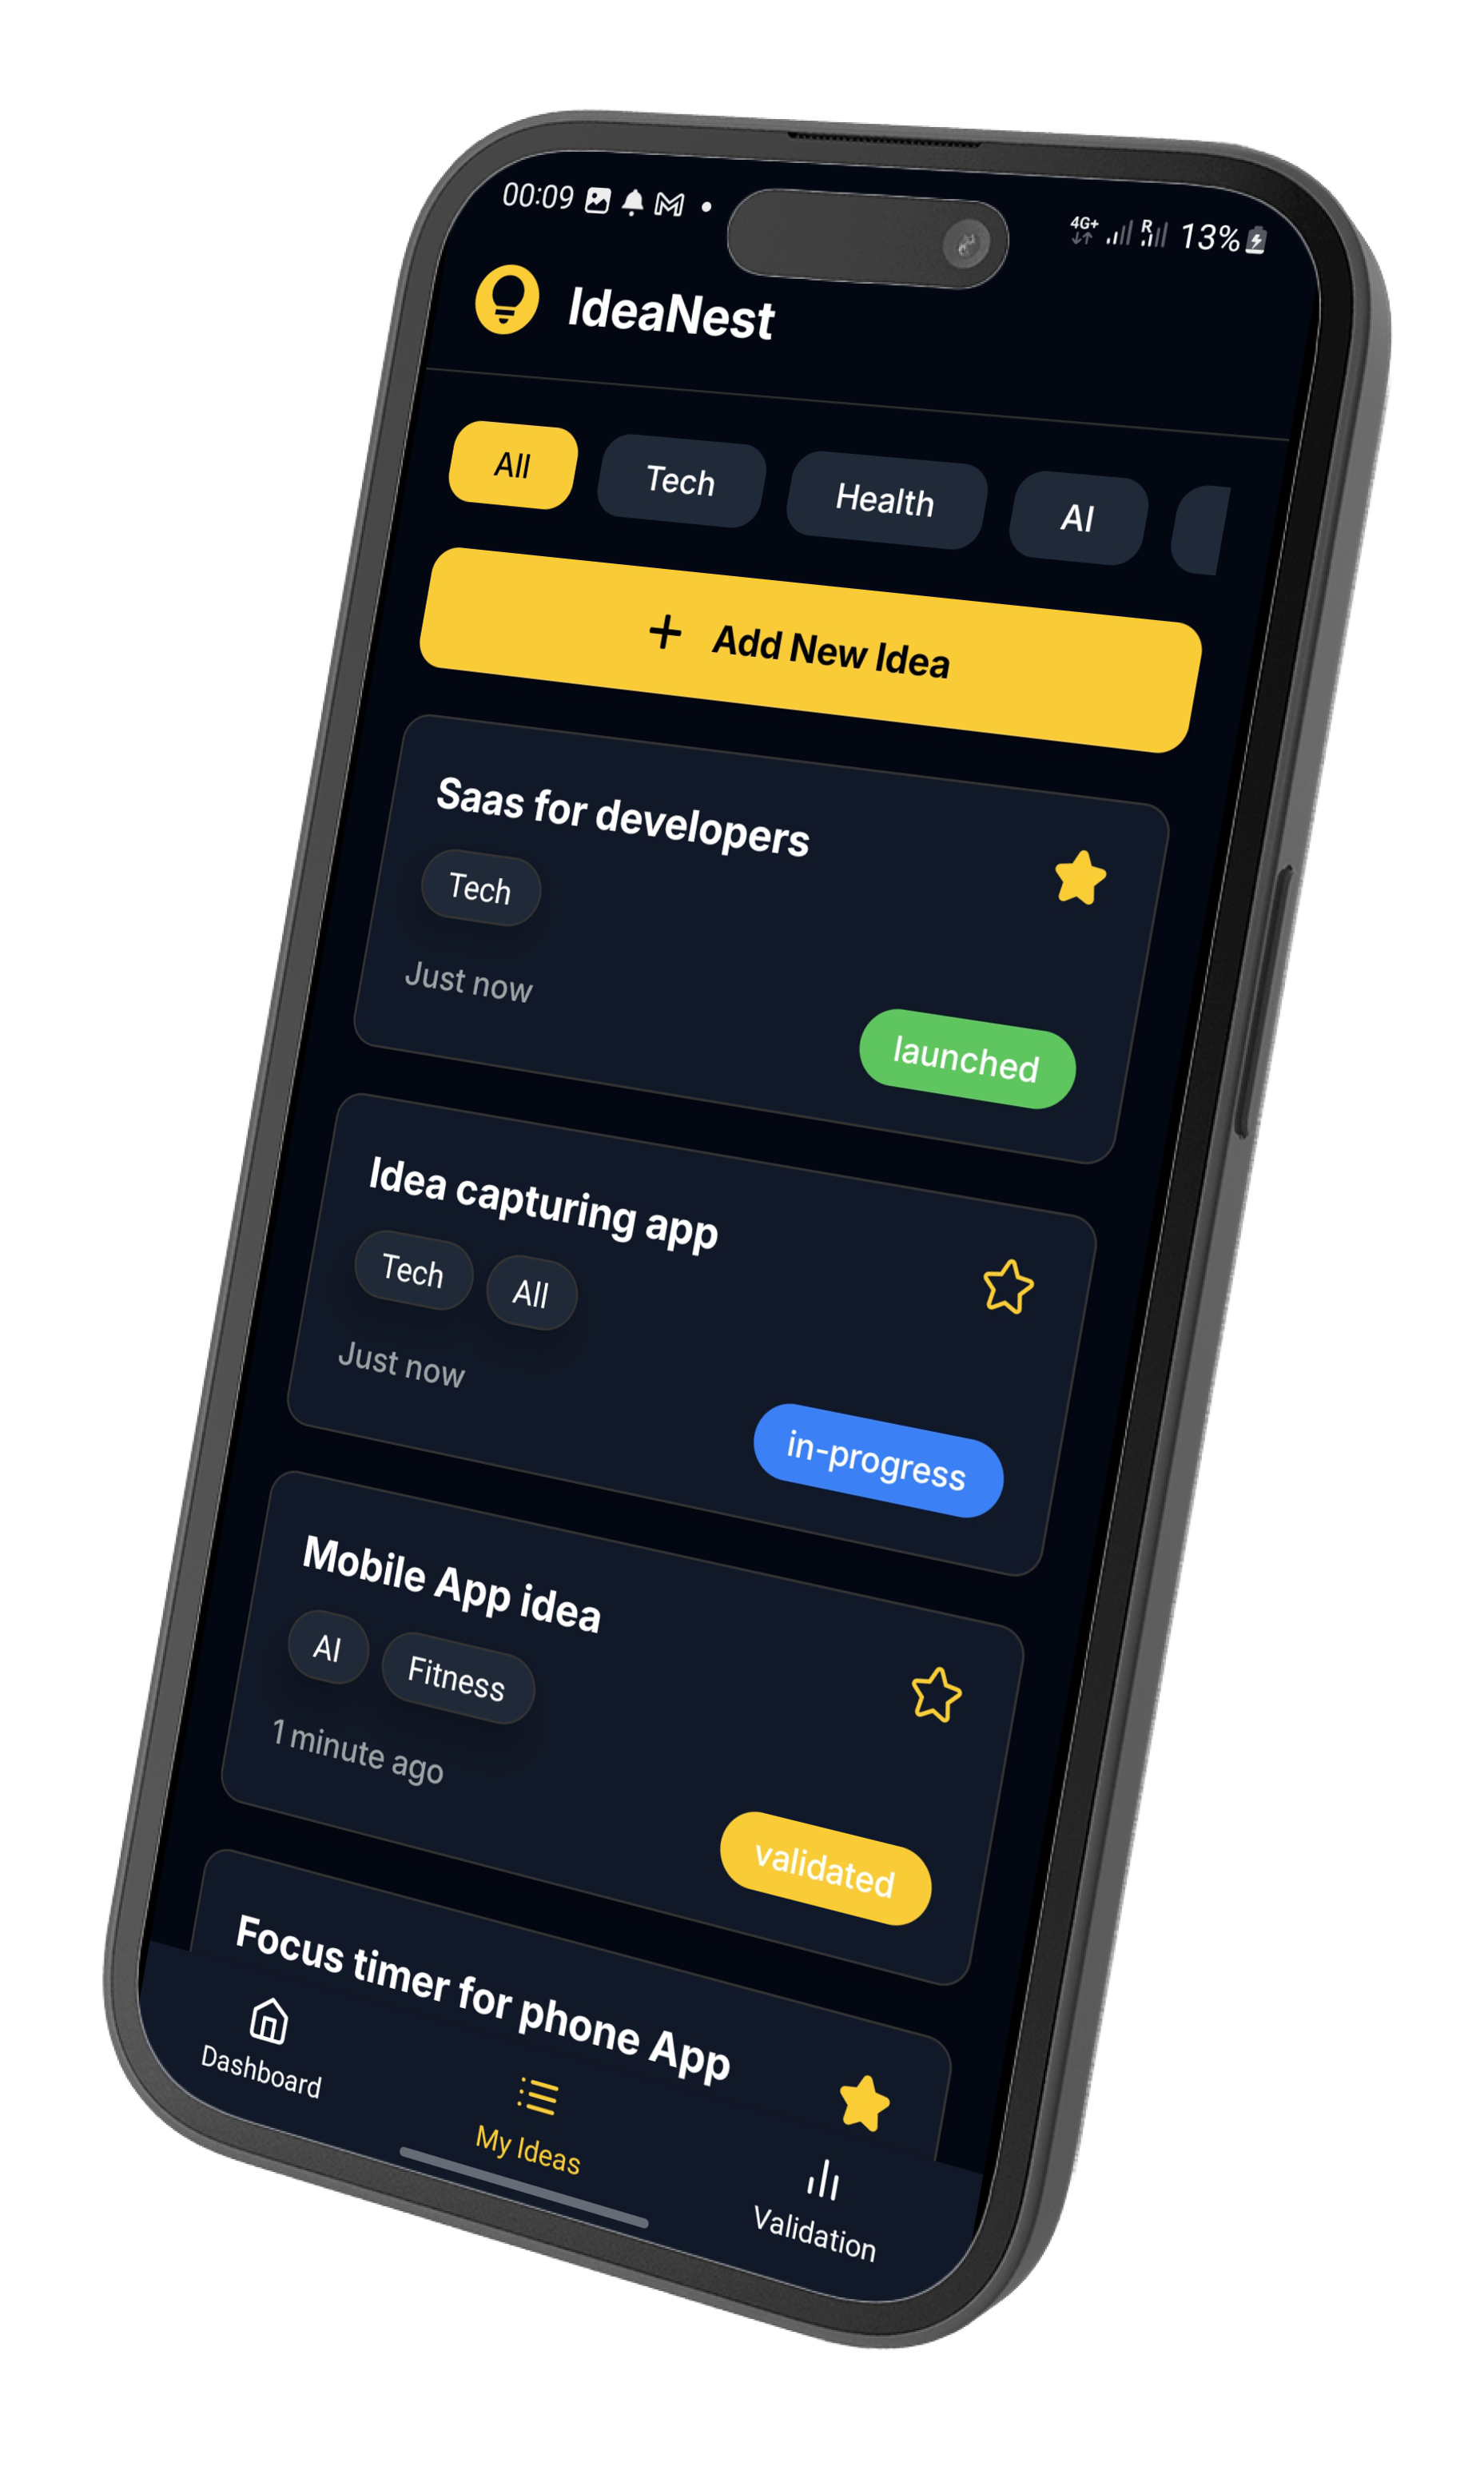 00:09 4G+ R 13%
IdeaNest
All Tech Health AI
+ Add New Idea
Saas for developers
Tech
Just now
launched
Idea capturing app
Tech All
Just now
in-progress
Mobile App idea
AI Fitness
1 minute ago
validated
Focus timer for phone App
Dashboard My Ideas Validation